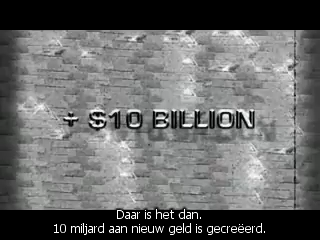 + $10 BILLION
Daar is het dan.
10 miljard aan nieuw geld is gecreëerd.